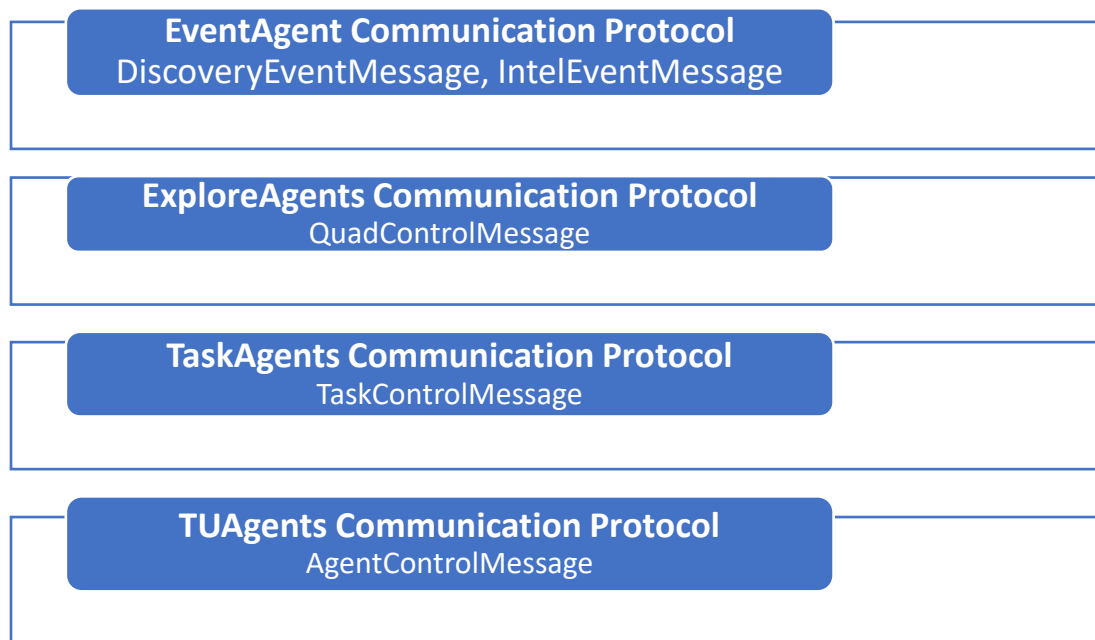 EventAgent Communication Protocol
DiscoveryEventMessage, IntelEventMessage
ExploreAgents Communication Protocol
QuadControlMessage
TaskAgents Communication Protocol
TaskControlMessage
TUAgents Communication Protocol
AgentControlMessage